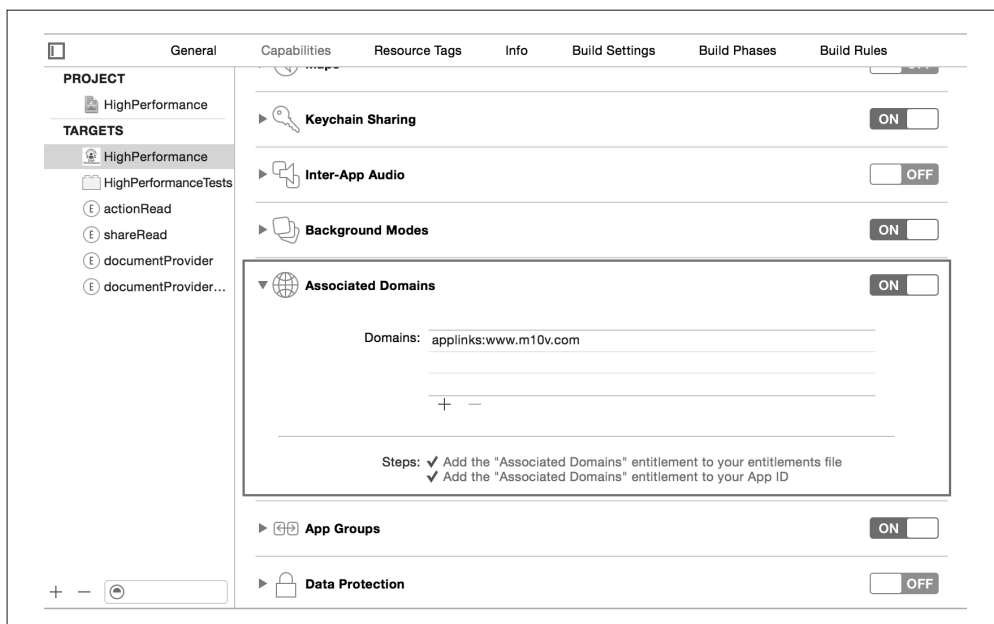 General Capabilities Resource Tags Info Build Settings Build Phases Build Rules
PROJECT
HighPerformance
TARGETS
HighPerformance
HighPerformanceTests
E actionRead
E shareRead
E documentProvider
E documentProvider...
Maps OFF
Keychain Sharing ON
Inter-App Audio OFF
Background Modes ON
Associated Domains ON
Domains: applinks:www.m10v.com
Steps: ✔ Add the "Associated Domains" entitlement to your entitlements file
✔ Add the "Associated Domains" entitlement to your App ID
App Groups ON
Data Protection OFF